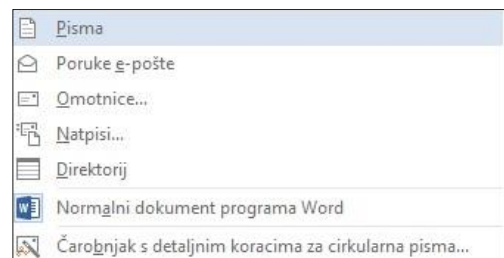 Pisma
Poruke e-pošte
Omotnice...
Natpisi...
Direktorij
Normalni dokument programa Word
Čarobnjak s detaljnim koracima za cirkularna pisma...